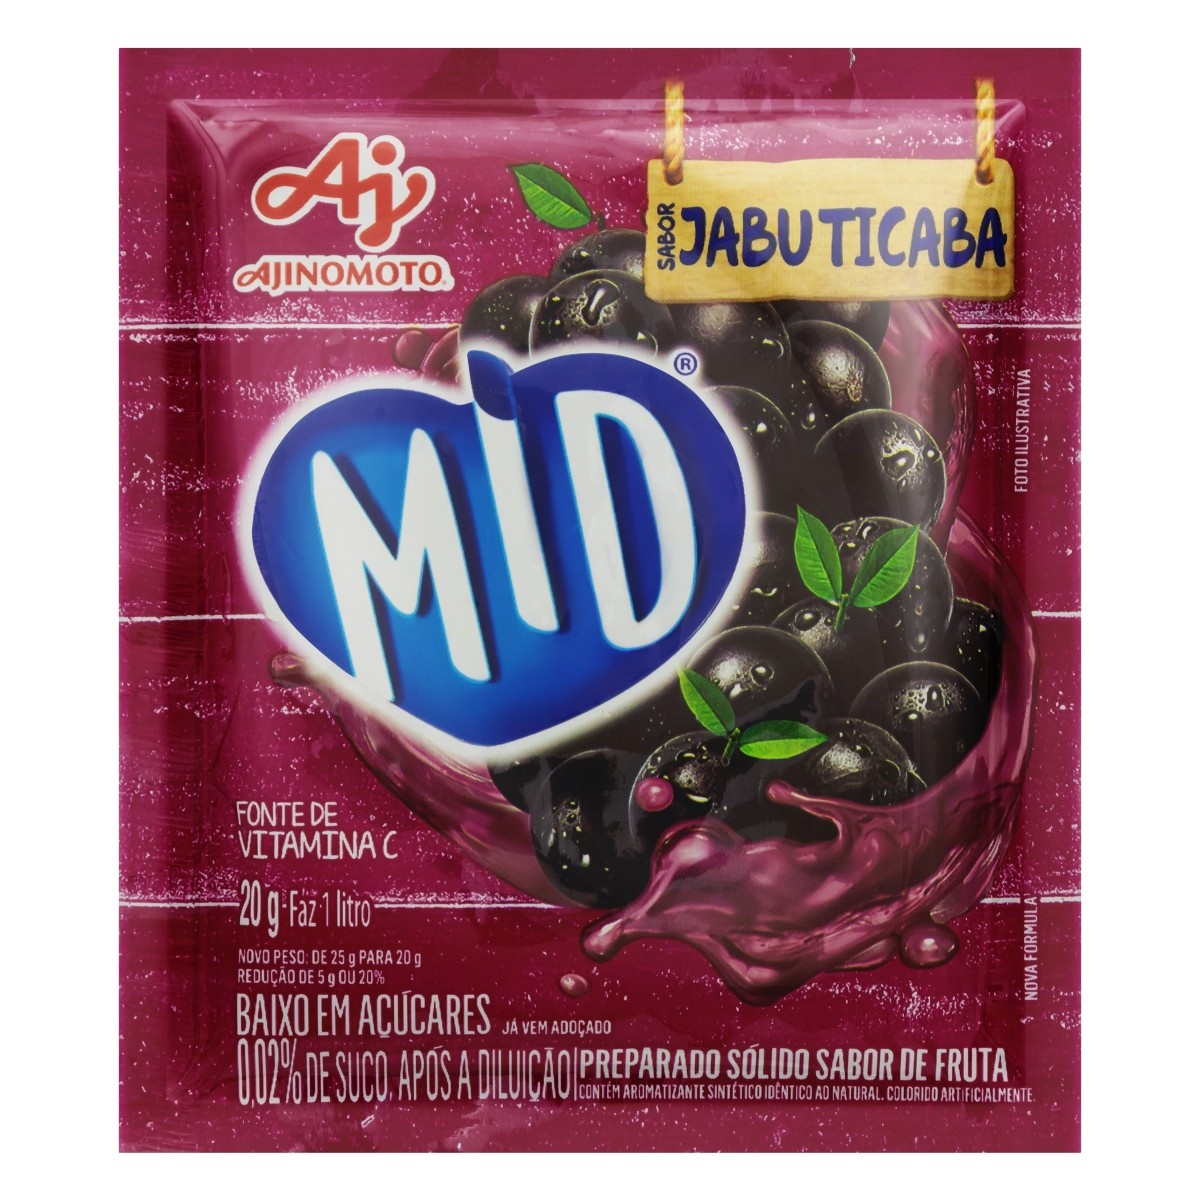 Aj
AJINOMOTO
SABOR
JABUTICABA
MID®
FOTO ILUSTRATIVA
FONTE DE
VITAMINA C
20 g - Faz 1 litro
NOVO PESO: DE 25 g PARA 20 g
REDUÇÃO DE 5 g OU 20%
NOVA FÓRMULA
BAIXO EM AÇÚCARES JÁ VEM ADOÇADO
0,02% DE SUCO APÓS A DILUIÇÃO
PREPARADO SÓLIDO SABOR DE FRUTA
CONTÉM AROMATIZANTE SINTÉTICO IDÊNTICO AO NATURAL. COLORIDO ARTIFICIALMENTE.